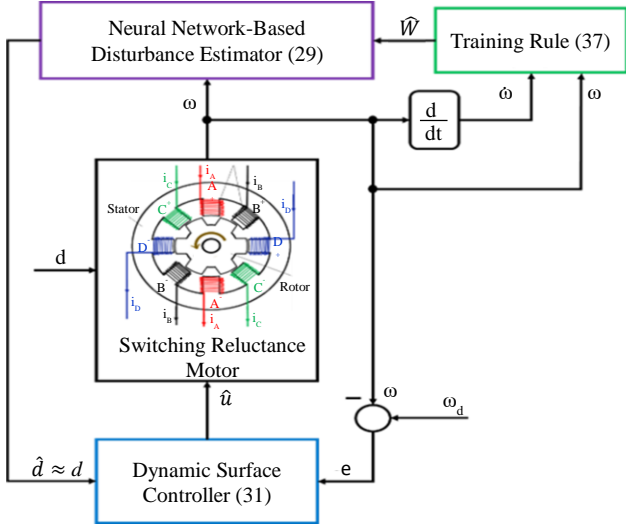 Neural Network-Based
Disturbance Estimator (29)
Ŵ
Training Rule (37)
ω
d
dt
ω̇
ω
i_C
i_A
i_B
A
Stator
C⁺
B⁺
i_D
D⁻
D⁺
B⁻
C⁻
Rotor
A⁻
i_D
i_B
i_A
i_C
d
Switching Reluctance
Motor
û
−
ω
ω_d
d̂ ≈ d
Dynamic Surface
Controller (31)
e